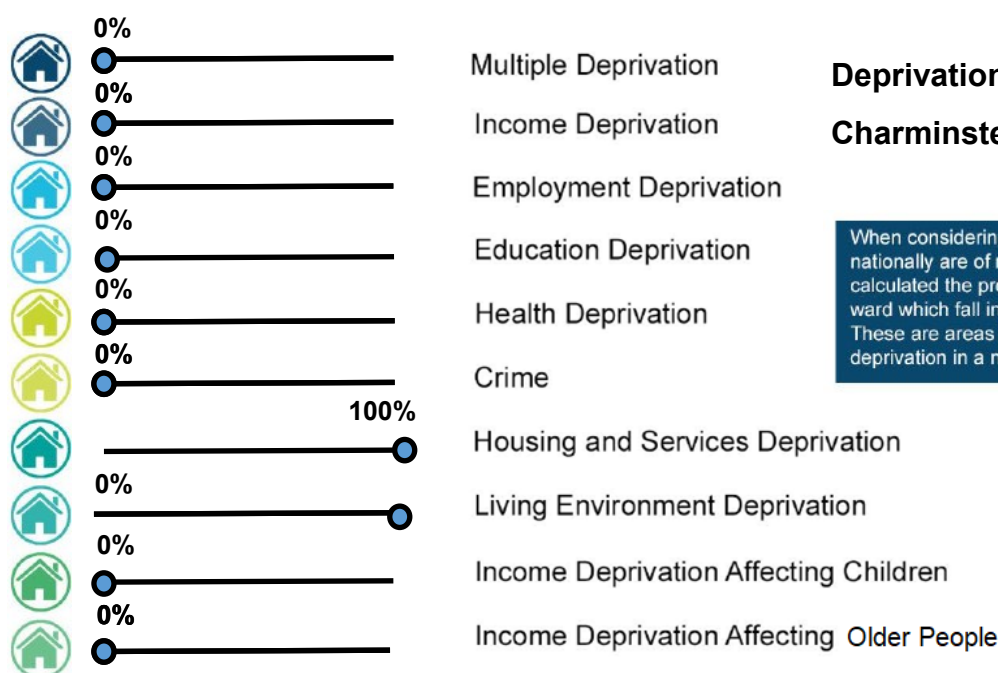 0%
Multiple Deprivation
0%
Income Deprivation
0%
Employment Deprivation
0%
Education Deprivation
0%
Health Deprivation
0%
Crime
100%
Housing and Services Deprivation
0%
Living Environment Deprivation
0%
Income Deprivation Affecting Children
0%
Income Deprivation Affecting Older People
Deprivation
Charminste
When considerin
nationally are of
calculated the pr
ward which fall in
These are areas
deprivation in a